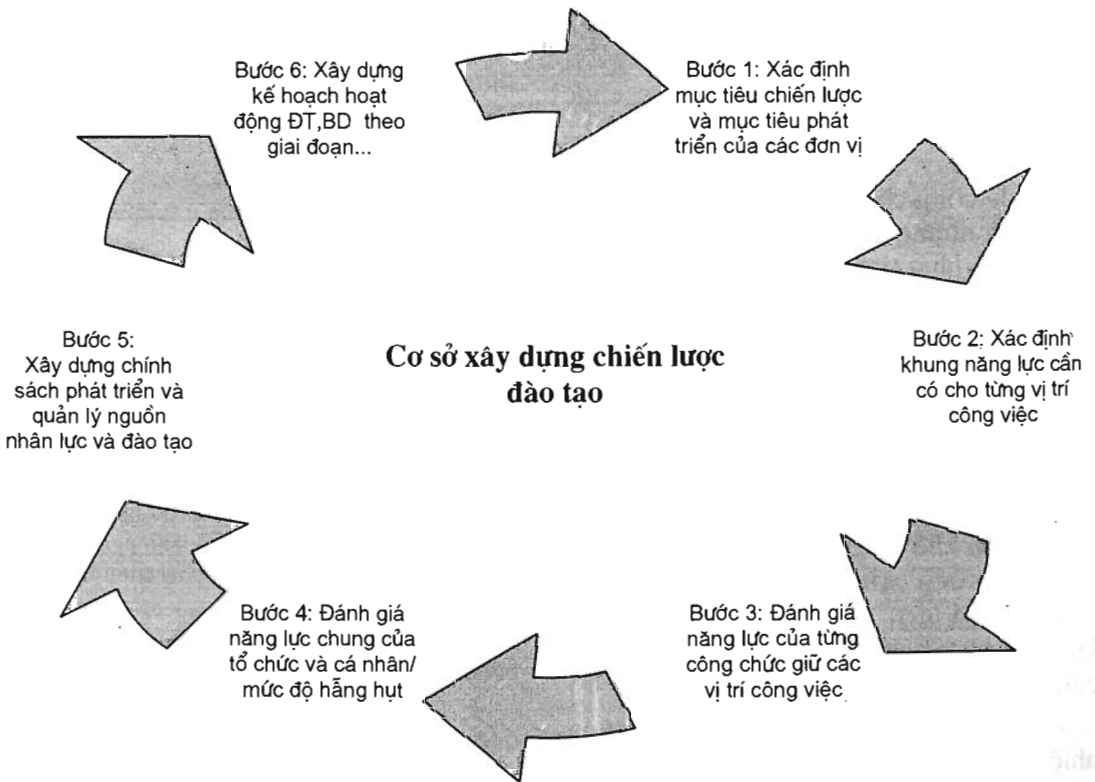 Bước 6: Xây dựng
kế hoạch hoạt
động ĐT,BD theo
giai đoạn...
Bước 1: Xác định
mục tiêu chiến lược
và mục tiêu phát
triển của các đơn vị
Bước 5:
Xây dựng chính
sách phát triển và
quản lý nguồn
nhân lực và đào tạo
Cơ sở xây dựng chiến lược
đào tạo
Bước 2: Xác định
khung năng lực cần
có cho từng vị trí
công việc
Bước 4: Đánh giá
năng lực chung của
tổ chức và cá nhân/
mức độ hẫng hụt
Bước 3: Đánh giá
năng lực của từng
công chức giữ các
vị trí công việc